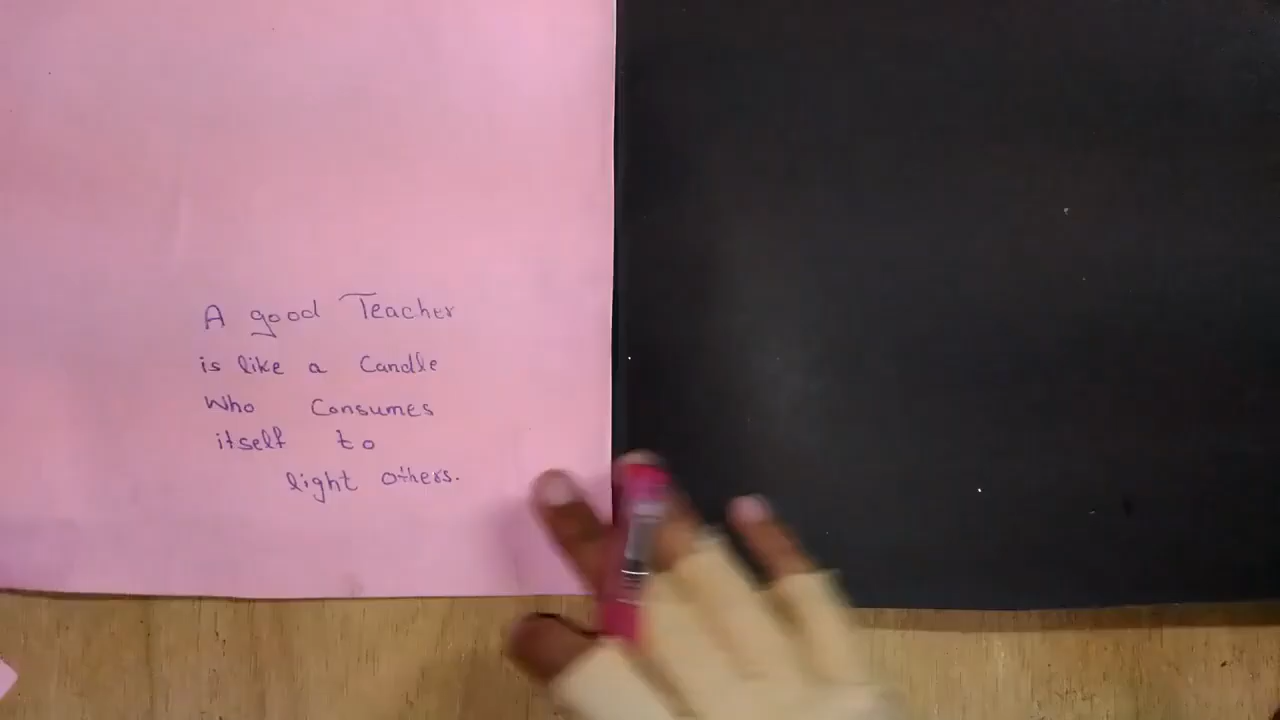 A good Teacher
is like a Candle
Who Consumes
itself to
light others.